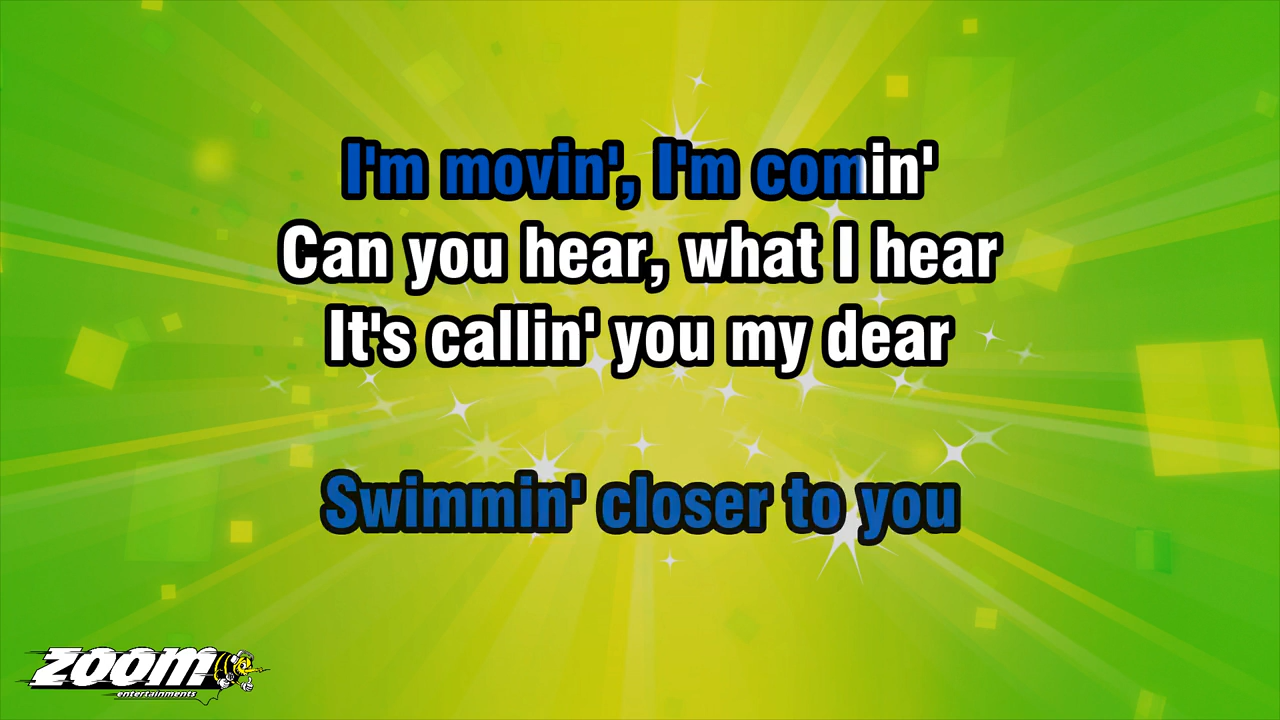 I'm movin', I'm comin'
Can you hear, what I hear
It's callin' you my dear
Swimmin' closer to you
zoom
entertainments